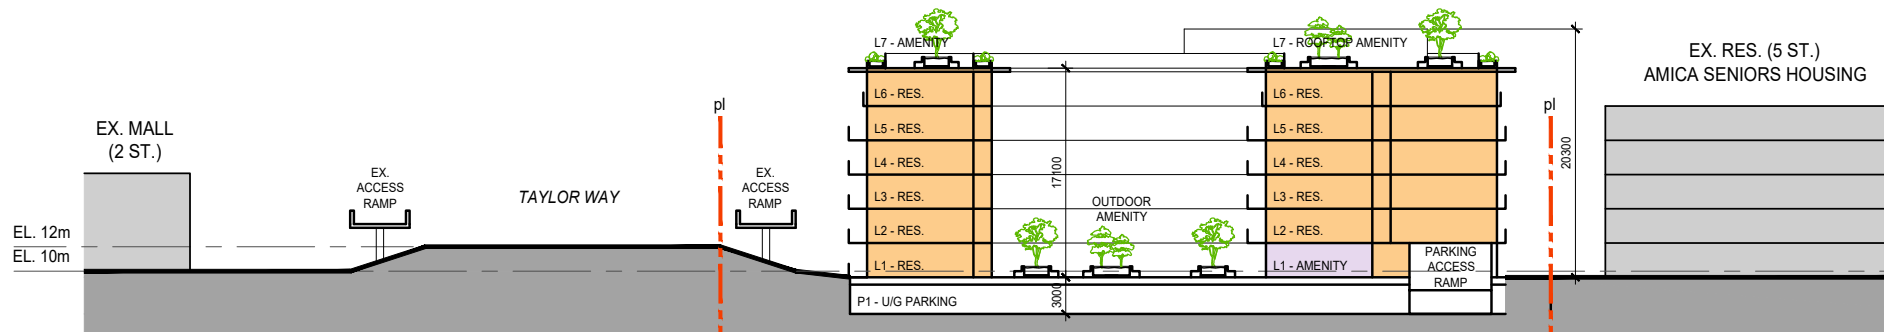 L7 - AMENITY
L7 - ROOFTOP AMENITY
EX. RES. (5 ST.)
AMICA SENIORS HOUSING
pl
pl
L6 - RES.
L6 - RES.
EX. MALL
(2 ST.)
L5 - RES.
L5 - RES.
L4 - RES.
L4 - RES.
17100
20300
EX.
ACCESS
RAMP
TAYLOR WAY
EX.
ACCESS
RAMP
L3 - RES.
OUTDOOR
AMENITY
L3 - RES.
EL. 12m
L2 - RES.
L2 - RES.
EL. 10m
L1 - RES.
L1 - AMENITY
PARKING
ACCESS
RAMP
P1 - U/G PARKING
3000